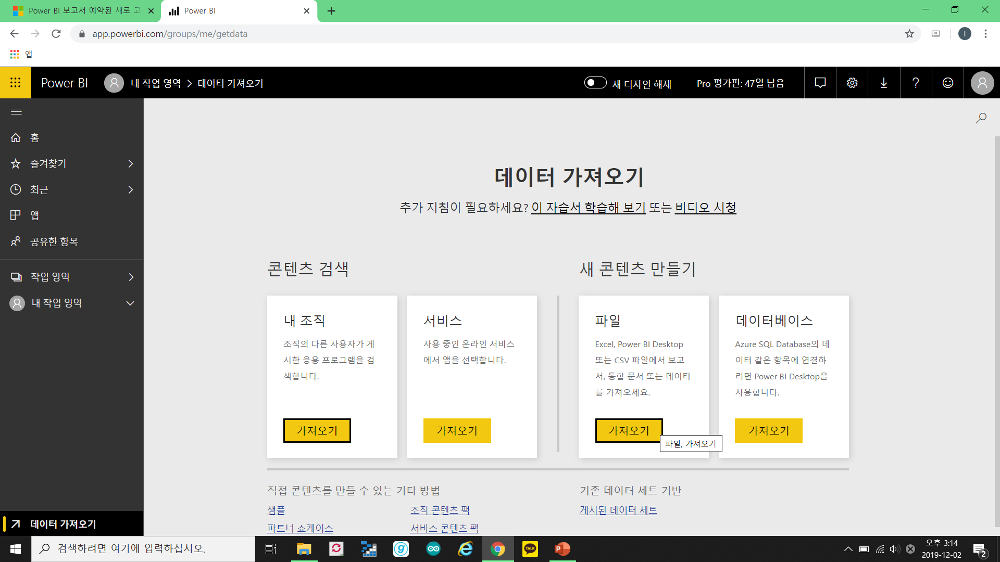 Power BI 보고서 예약된 새로 고
Power BI
app.powerbi.com/groups/me/getdata
앱
Power BI
내 작업 영역 > 데이터 가져오기
새 디자인 해제
Pro 평가판: 47일 남음
홈
즐겨찾기
최근
앱
공유한 항목
작업 영역
내 작업 영역
데이터 가져오기
데이터 가져오기
추가 지침이 필요하세요? 이 자습서 학습해 보기 또는 비디오 시청
콘텐츠 검색
내 조직
조직의 다른 사용자가 게
시한 응용 프로그램을 검
색합니다.
가져오기
서비스
사용 중인 온라인 서비스
에서 앱을 선택합니다.
가져오기
새 콘텐츠 만들기
파일
Excel, Power BI Desktop
또는 CSV 파일에서 보고
서, 통합 문서 또는 데이터
를 가져오세요.
가져오기
파일, 가져오기
데이터베이스
Azure SQL Database의 데
이터 같은 항목에 연결하
려면 Power BI Desktop을
사용합니다.
가져오기
직접 콘텐츠를 만들 수 있는 기타 방법
샘플
조직 콘텐츠 팩
파트너 쇼케이스
서비스 콘텐츠 팩
기존 데이터 세트 기반
게시된 데이터 세트
검색하려면 여기에 입력하십시오.
TALK
오후 3:14
2019-12-02
2